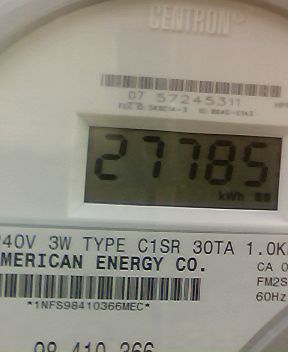 CENTRON
07 57245311
27785
kWh
240V 3W TYPE C1SR 30TA 1.0K
AMERICAN ENERGY CO.
CA 0
FM2S
60Hz
*1NFS98410366MEC*
98 410 366